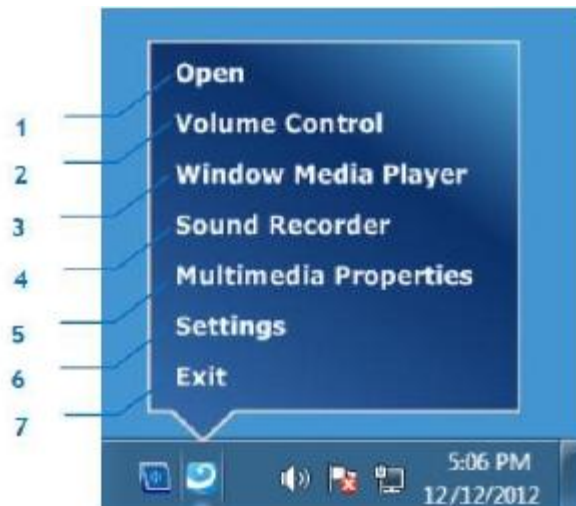 Open
1
Volume Control
2
Window Media Player
3
Sound Recorder
4
Multimedia Properties
5
Settings
6
Exit
7
5:06 PM
12/12/2012